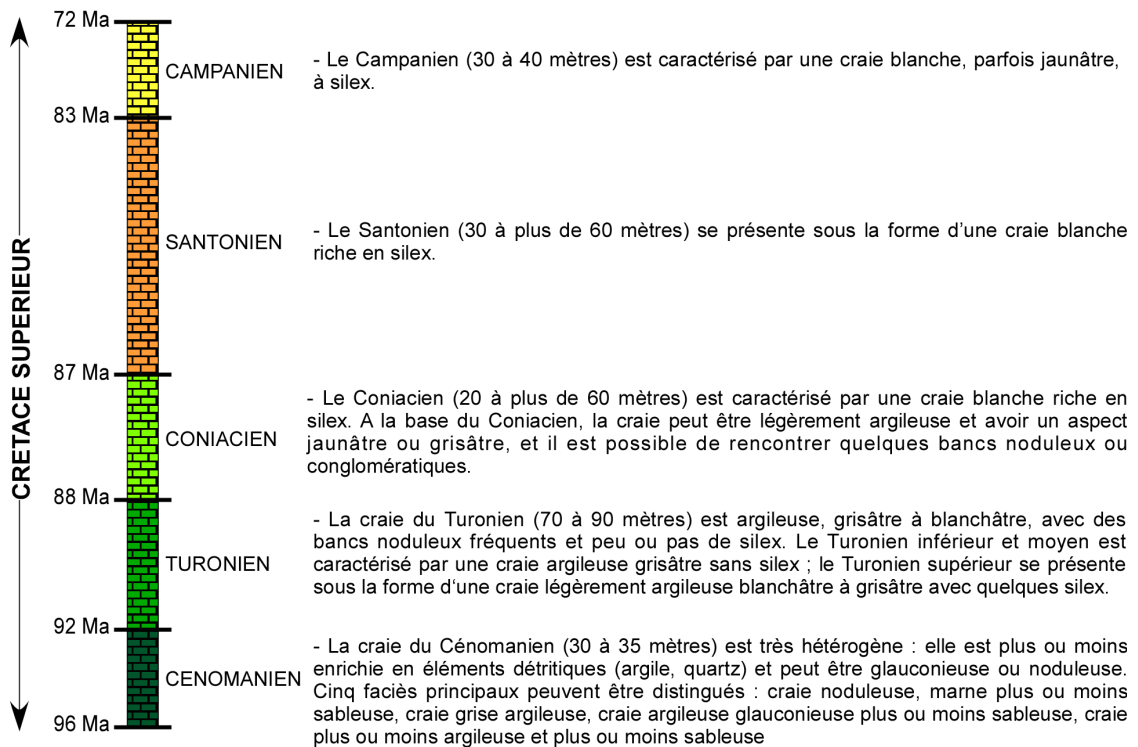 72 Ma
CAMPANIEN
- Le Campanien (30 à 40 mètres) est caractérisé par une craie blanche, parfois jaunâtre,
à silex.
83 Ma
SANTONIEN
- Le Santonien (30 à plus de 60 mètres) se présente sous la forme d'une craie blanche
riche en silex.
CRETACE SUPERIEUR
87 Ma
CONIACIEN
- Le Coniacien (20 à plus de 60 mètres) est caractérisé par une craie blanche riche en
silex. A la base du Coniacien, la craie peut être légèrement argileuse et avoir un aspect
jaunâtre ou grisâtre, et il est possible de rencontrer quelques bancs noduleux ou
conglomératiques.
88 Ma
TURONIEN
- La craie du Turonien (70 à 90 mètres) est argileuse, grisâtre à blanchâtre, avec des
bancs noduleux fréquents et peu ou pas de silex. Le Turonien inférieur et moyen est
caractérisé par une craie argileuse grisâtre sans silex ; le Turonien supérieur se présente
sous la forme d‘une craie légèrement argileuse blanchâtre à grisâtre avec quelques silex.
92 Ma
CENOMANIEN
- La craie du Cénomanien (30 à 35 mètres) est très hétérogène : elle est plus ou moins
enrichie en éléments détritiques (argile, quartz) et peut être glauconieuse ou noduleuse.
Cinq faciès principaux peuvent être distingués : craie noduleuse, marne plus ou moins
sableuse, craie grise argileuse, craie argileuse glauconieuse plus ou moins sableuse, craie
plus ou moins argileuse et plus ou moins sableuse
96 Ma